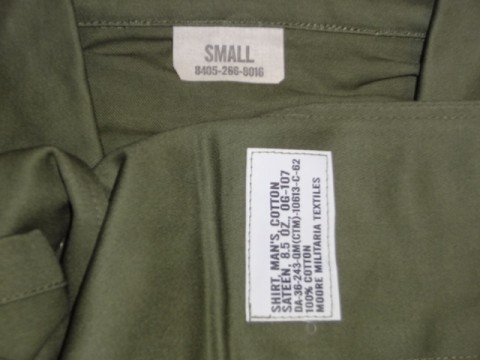 SMALL
8405-266-8016
SHIRT, MAN'S, COTTON
SATEEN, 8.5 OZ., OG-107
DA-36-243-QM(CTM)-10613-C-62
100% COTTON
MOORE MILITARIA TEXTILES